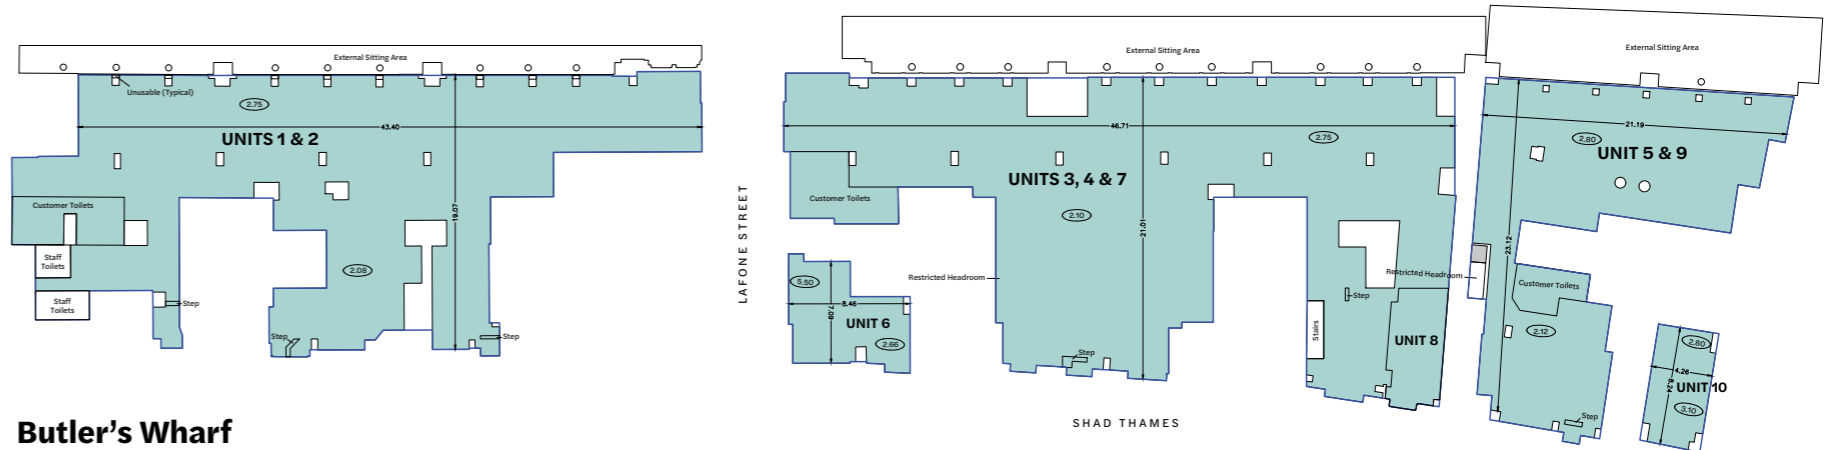 External Sitting Area
Unusable (Typical)
2.75
43.40
UNITS 1 & 2
19.07
Customer Toilets
Staff
Toilets
Staff
Toilets
2.08
Step
Step
Step
Butler's Wharf
LAFONE STREET
External Sitting Area
46.71
2.75
UNITS 3, 4 & 7
Customer Toilets
2.10
21.01
Restricted Headroom
5.50
8.46
7.09
UNIT 6
2.66
Step
Step
Stairs
UNIT 8
SHAD THAMES
External Sitting Area
21.19
2.80
UNIT 5 & 9
23.12
Restricted Headroom
Customer Toilets
2.12
Step
2.80
4.26
8.24
UNIT 10
3.10